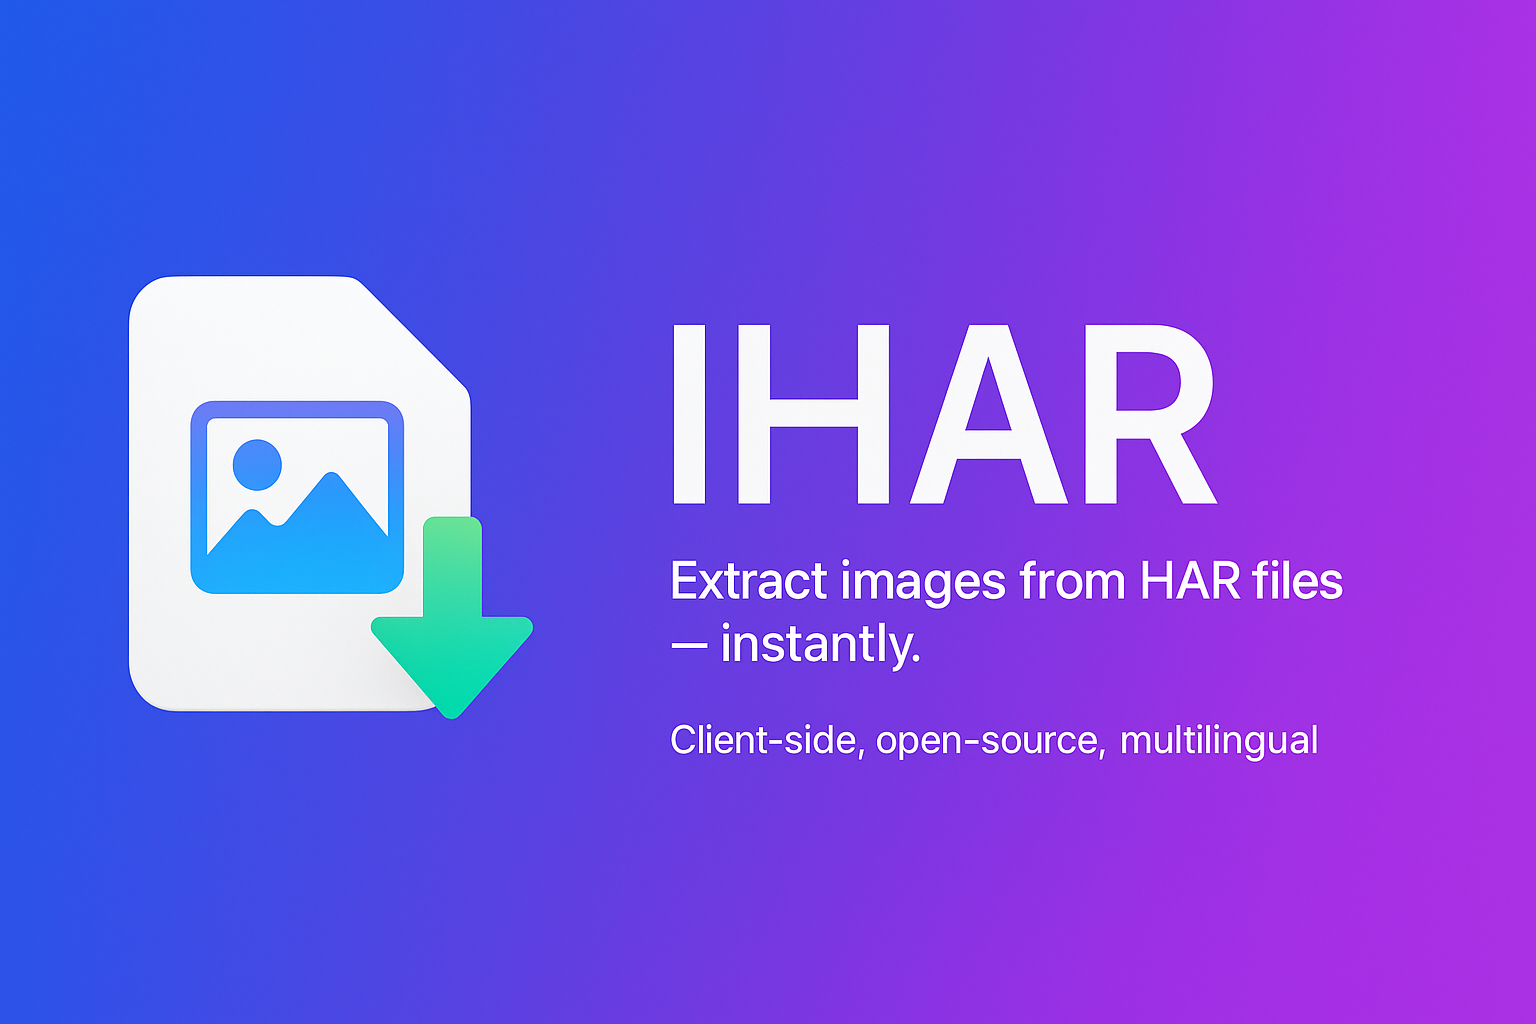 IHAR
Extract images from HAR files
— instantly.
Client-side, open-source, multilingual